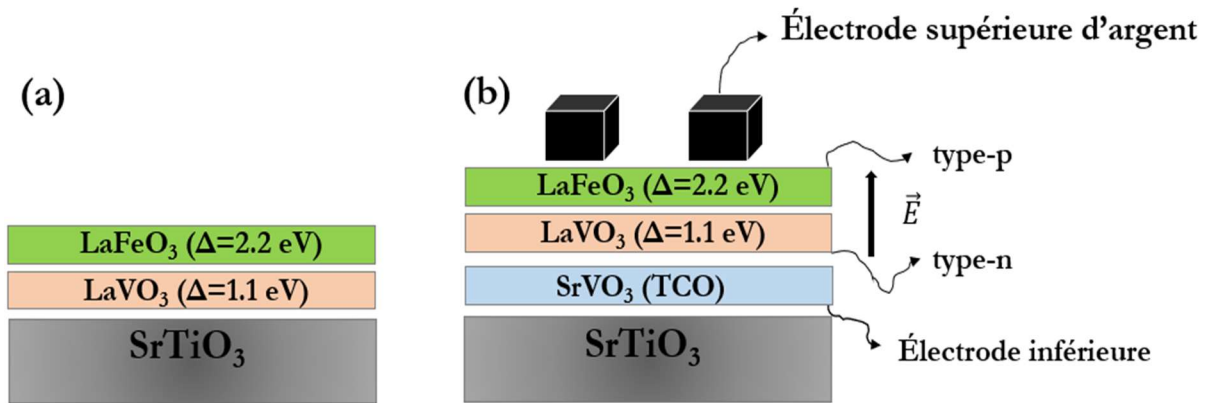 (a)
LaFeO₃ (Δ=2.2 eV)
LaVO₃ (Δ=1.1 eV)
SrTiO₃
(b)
Électrode supérieure d’argent
type-p
LaFeO₃ (Δ=2.2 eV)
E⃗
LaVO₃ (Δ=1.1 eV)
type-n
SrVO₃ (TCO)
SrTiO₃
Électrode inférieure